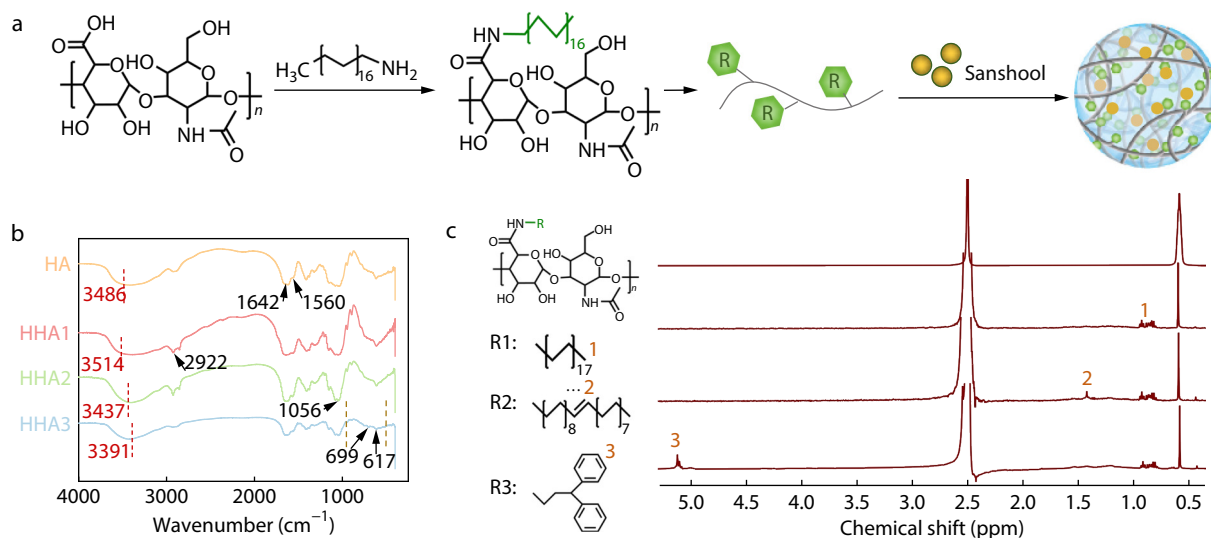 a
OH
O
OH
HO
O
O
O
O
OH
HO
NH
n
O
H₃C
16
NH₂
O
NH
16
OH
HO
O
O
O
O
OH
HO
NH
n
O
R
R
R
Sanshool
b
HA
3486
1642
1560
HHA1
3514
2922
HHA2
3437
1056
HHA3
3391
699
617
4000
3000
2000
1000
Wavenumber (cm⁻¹)
c
O
NH
R
OH
HO
O
O
O
O
OH
HO
NH
n
O
R1:
1
17
R2:
... 2
8
7
R3:
3
1
2
3
5.0
4.5
4.0
3.5
3.0
2.5
2.0
1.5
1.0
0.5
Chemical shift (ppm)